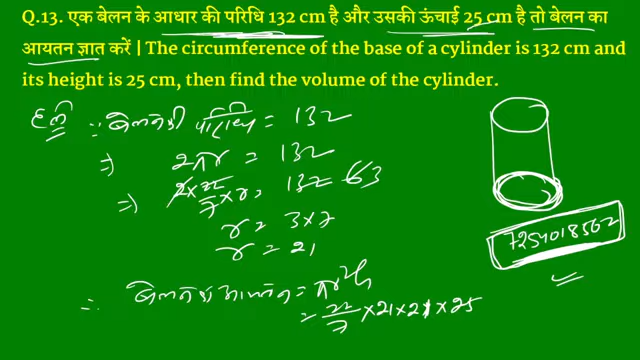 Q.13. एक बेलन के आधार की परिधि 132 cm है और उसकी ऊंचाई 25 cm है तो बेलन का
आयतन ज्ञात करें | The circumference of the base of a cylinder is 132 cm and
its height is 25 cm, then find the volume of the cylinder.
हल ∵ बेलन की परिधि = 132
⇒ 2πr = 132
⇒ 2×22/7 × r = 132 63
r = 3×7
r = 21
7254018562
∴ बेलन का आयतन = πr²h
= 22/7 × 21 × 21 × 25